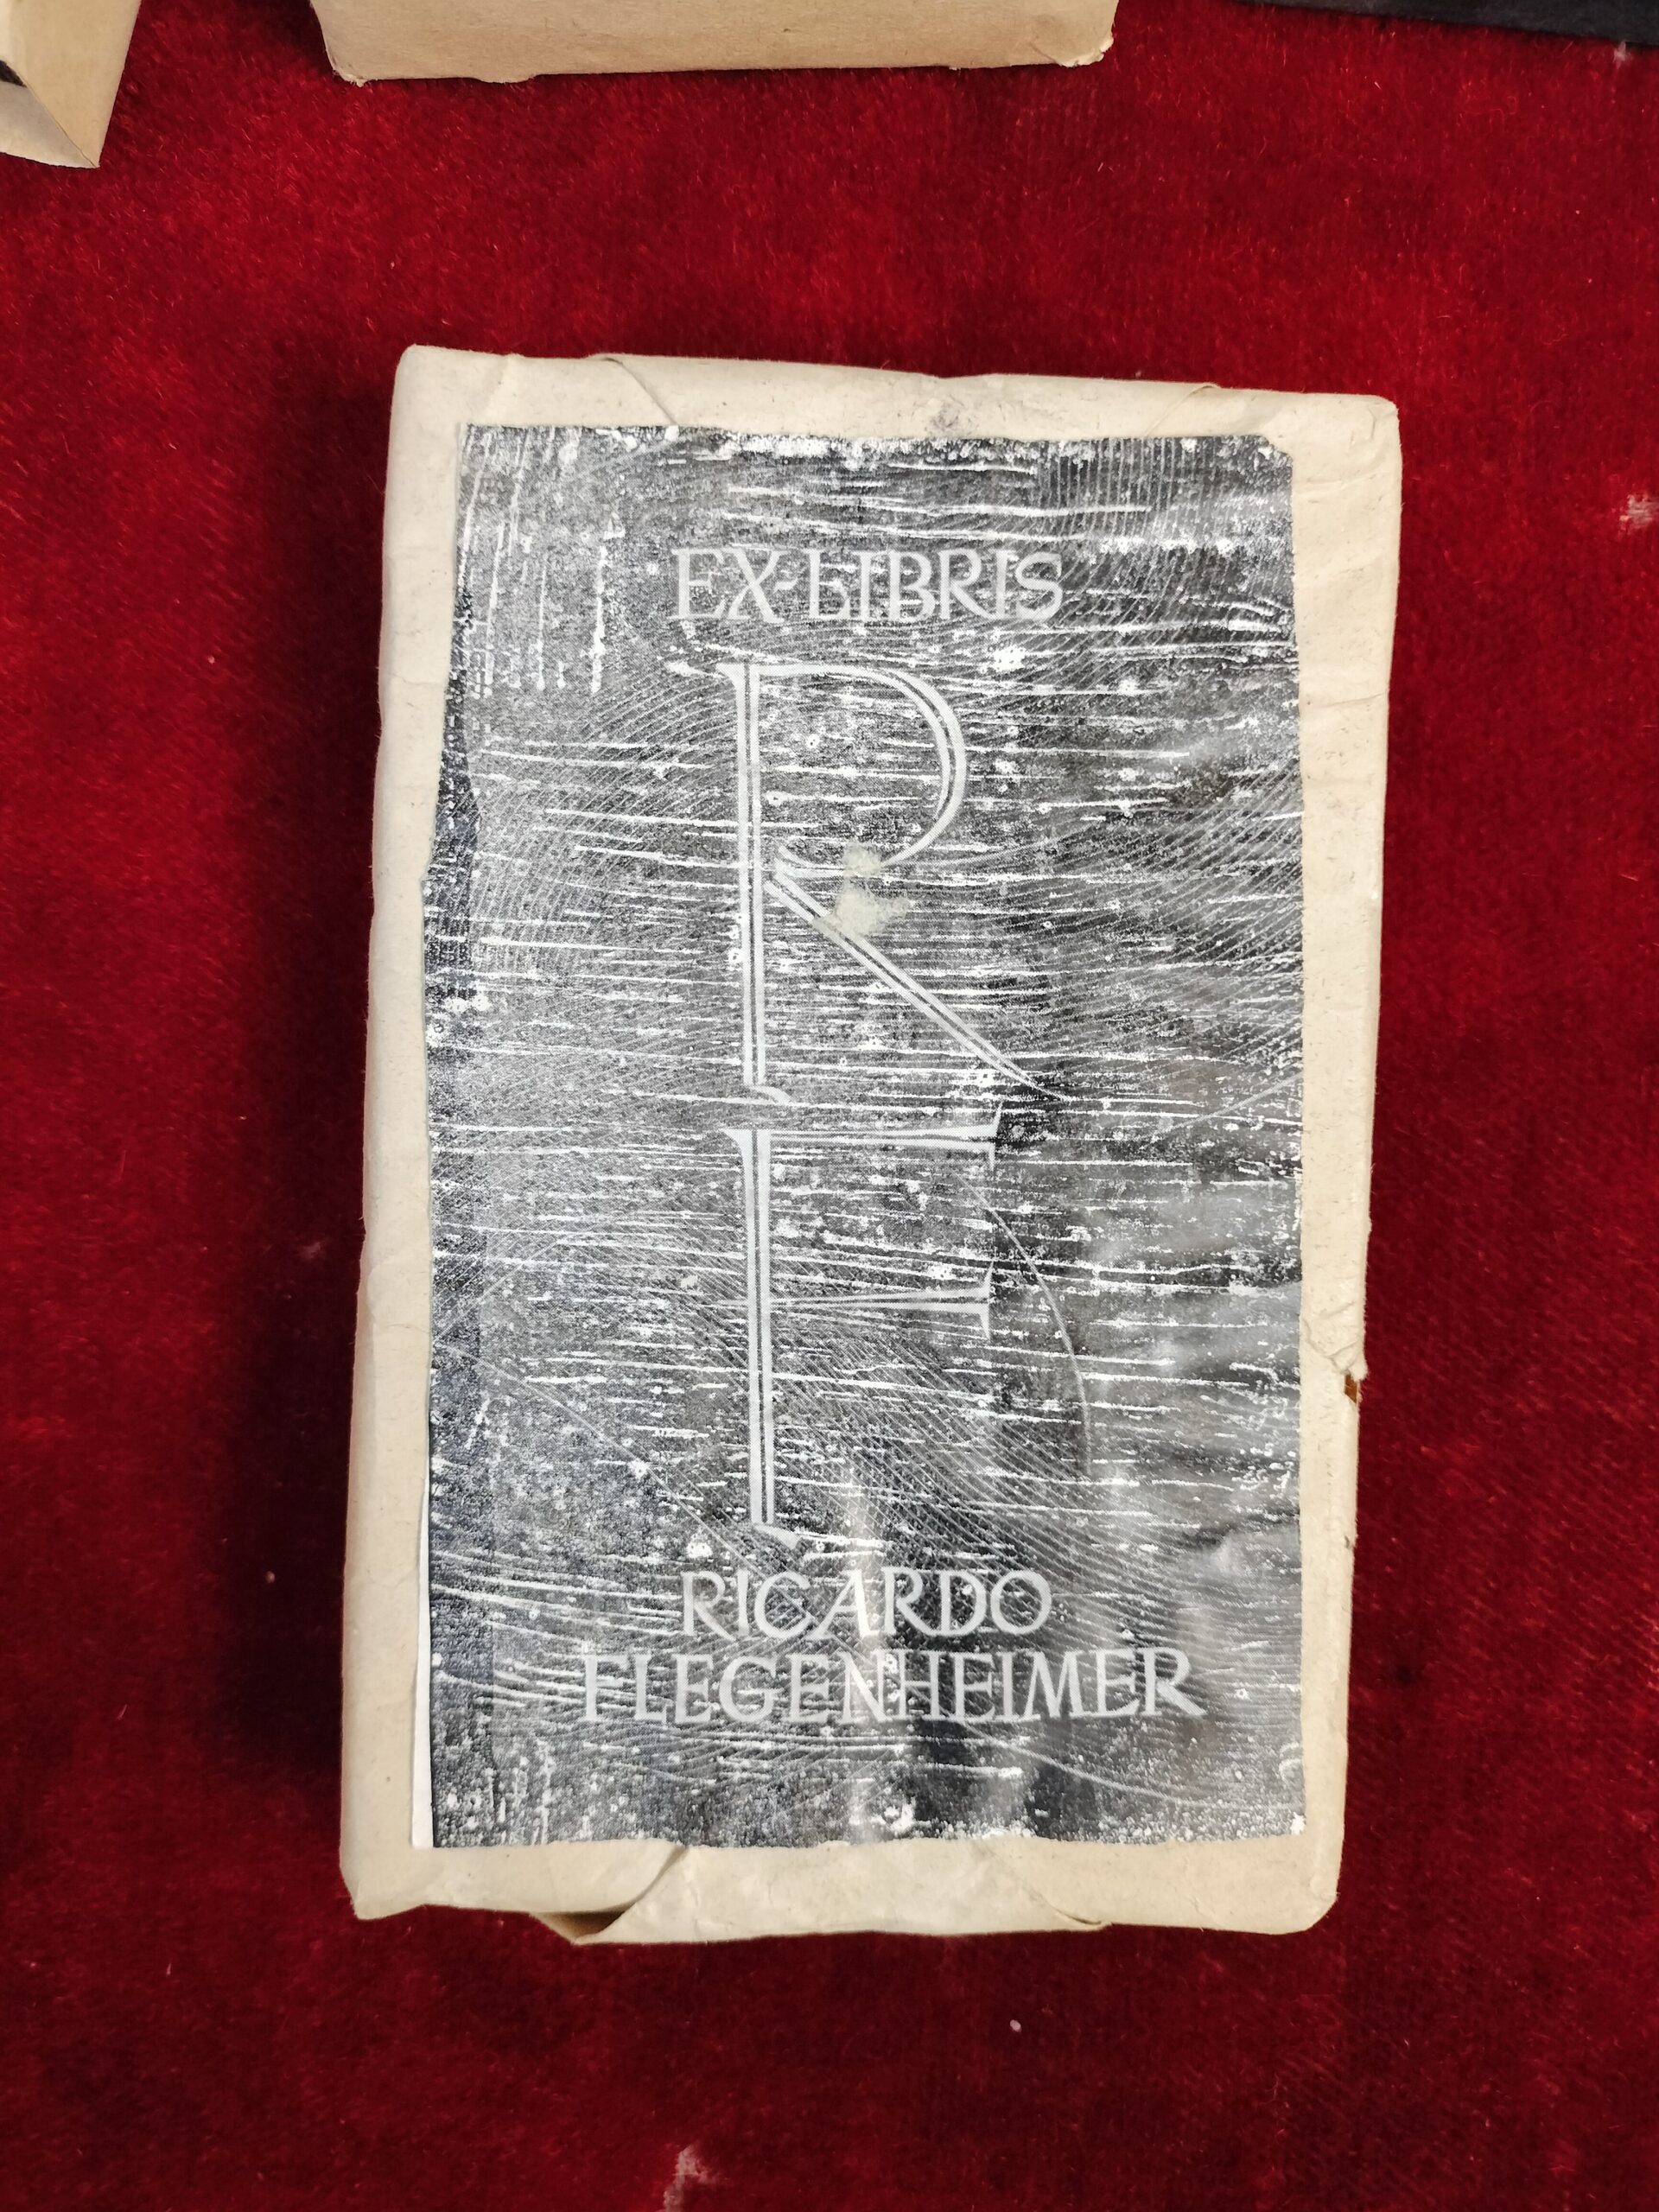 EX-LIBRIS
R
F
RICARDO
FLEGENHEIMER